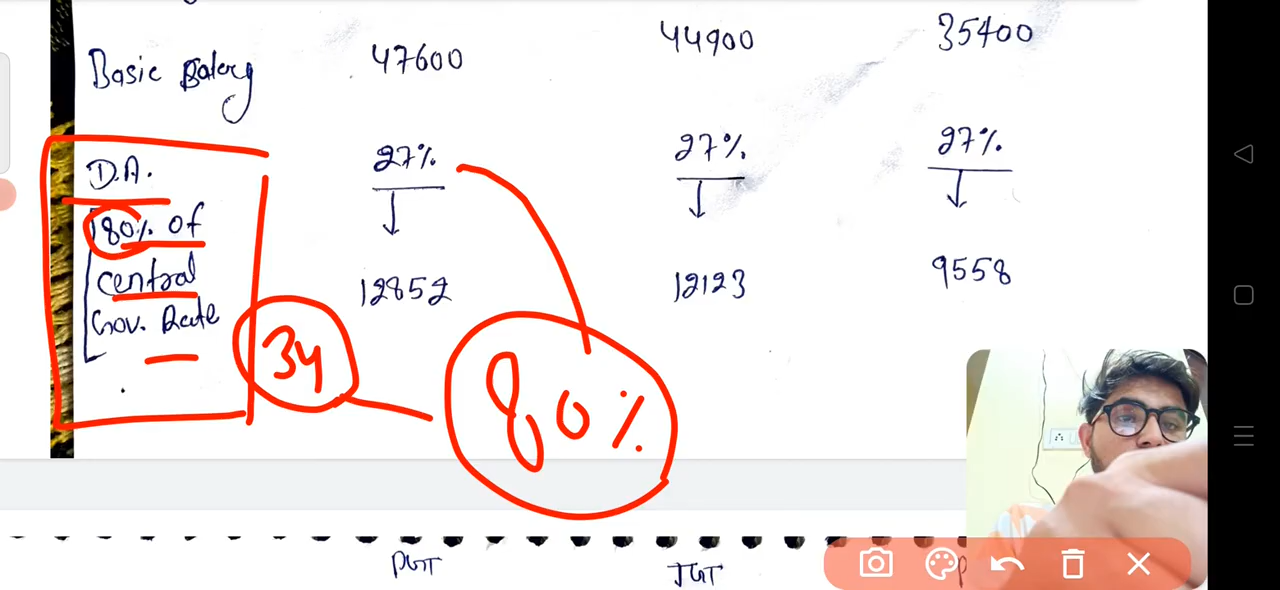 Basic Salary 47600 44900 35400
D.A. 27% 27% 27%
80% of
central 12852 12123 9558
Gov. Rate
34
80%
PGT TGT P